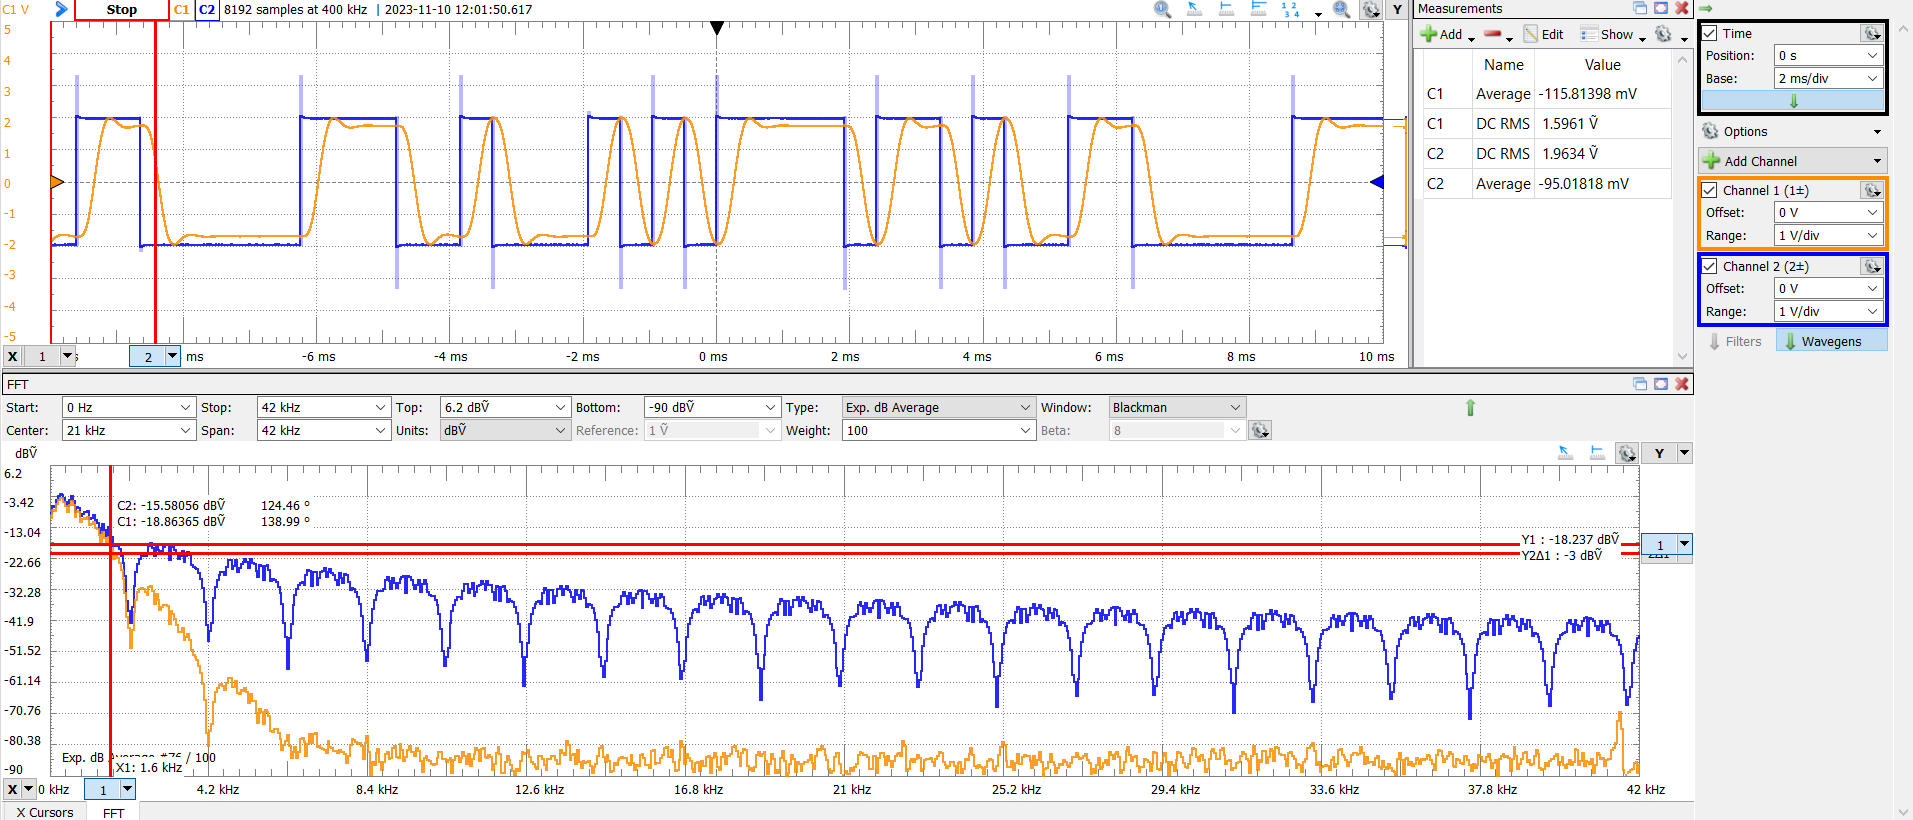 C1 V Stop C1 C2 8192 samples at 400 kHz | 2023-11-10 12:01:50.617 Y
5
4
3
2
1
0
-1
-2
-3
-4
-5
X 1 2 ms -6 ms -4 ms -2 ms 0 ms 2 ms 4 ms 6 ms 8 ms 10 ms
Measurements
Add Edit Show
Name Value
C1 Average -115.81398 mV
C1 DC RMS 1.5961 Ṽ
C2 DC RMS 1.9634 Ṽ
C2 Average -95.01818 mV
Time
Position: 0 s
Base: 2 ms/div
Options
Add Channel
Channel 1 (1±)
Offset: 0 V
Range: 1 V/div
Channel 2 (2±)
Offset: 0 V
Range: 1 V/div
Filters Wavegens
FFT
Start: 0 Hz Stop: 42 kHz Top: 6.2 dBṼ Bottom: -90 dBṼ Type: Exp. dB Average Window: Blackman
Center: 21 kHz Span: 42 kHz Units: dBṼ Reference: 1 Ṽ Weight: 100 Beta: 8
dBṼ Y
6.2
-3.42
-13.04
-22.66
-32.28
-41.9
-51.52
-61.14
-70.76
-80.38
-90
C2: -15.58056 dBṼ 124.46 º
C1: -18.86365 dBṼ 138.99 º
Y1 : -18.237 dBṼ 1
Y2Δ1 : -3 dBṼ
Exp. dB Average #76 / 100
X1: 1.6 kHz
X 0 kHz 1 4.2 kHz 8.4 kHz 12.6 kHz 16.8 kHz 21 kHz 25.2 kHz 29.4 kHz 33.6 kHz 37.8 kHz 42 kHz
X Cursors FFT